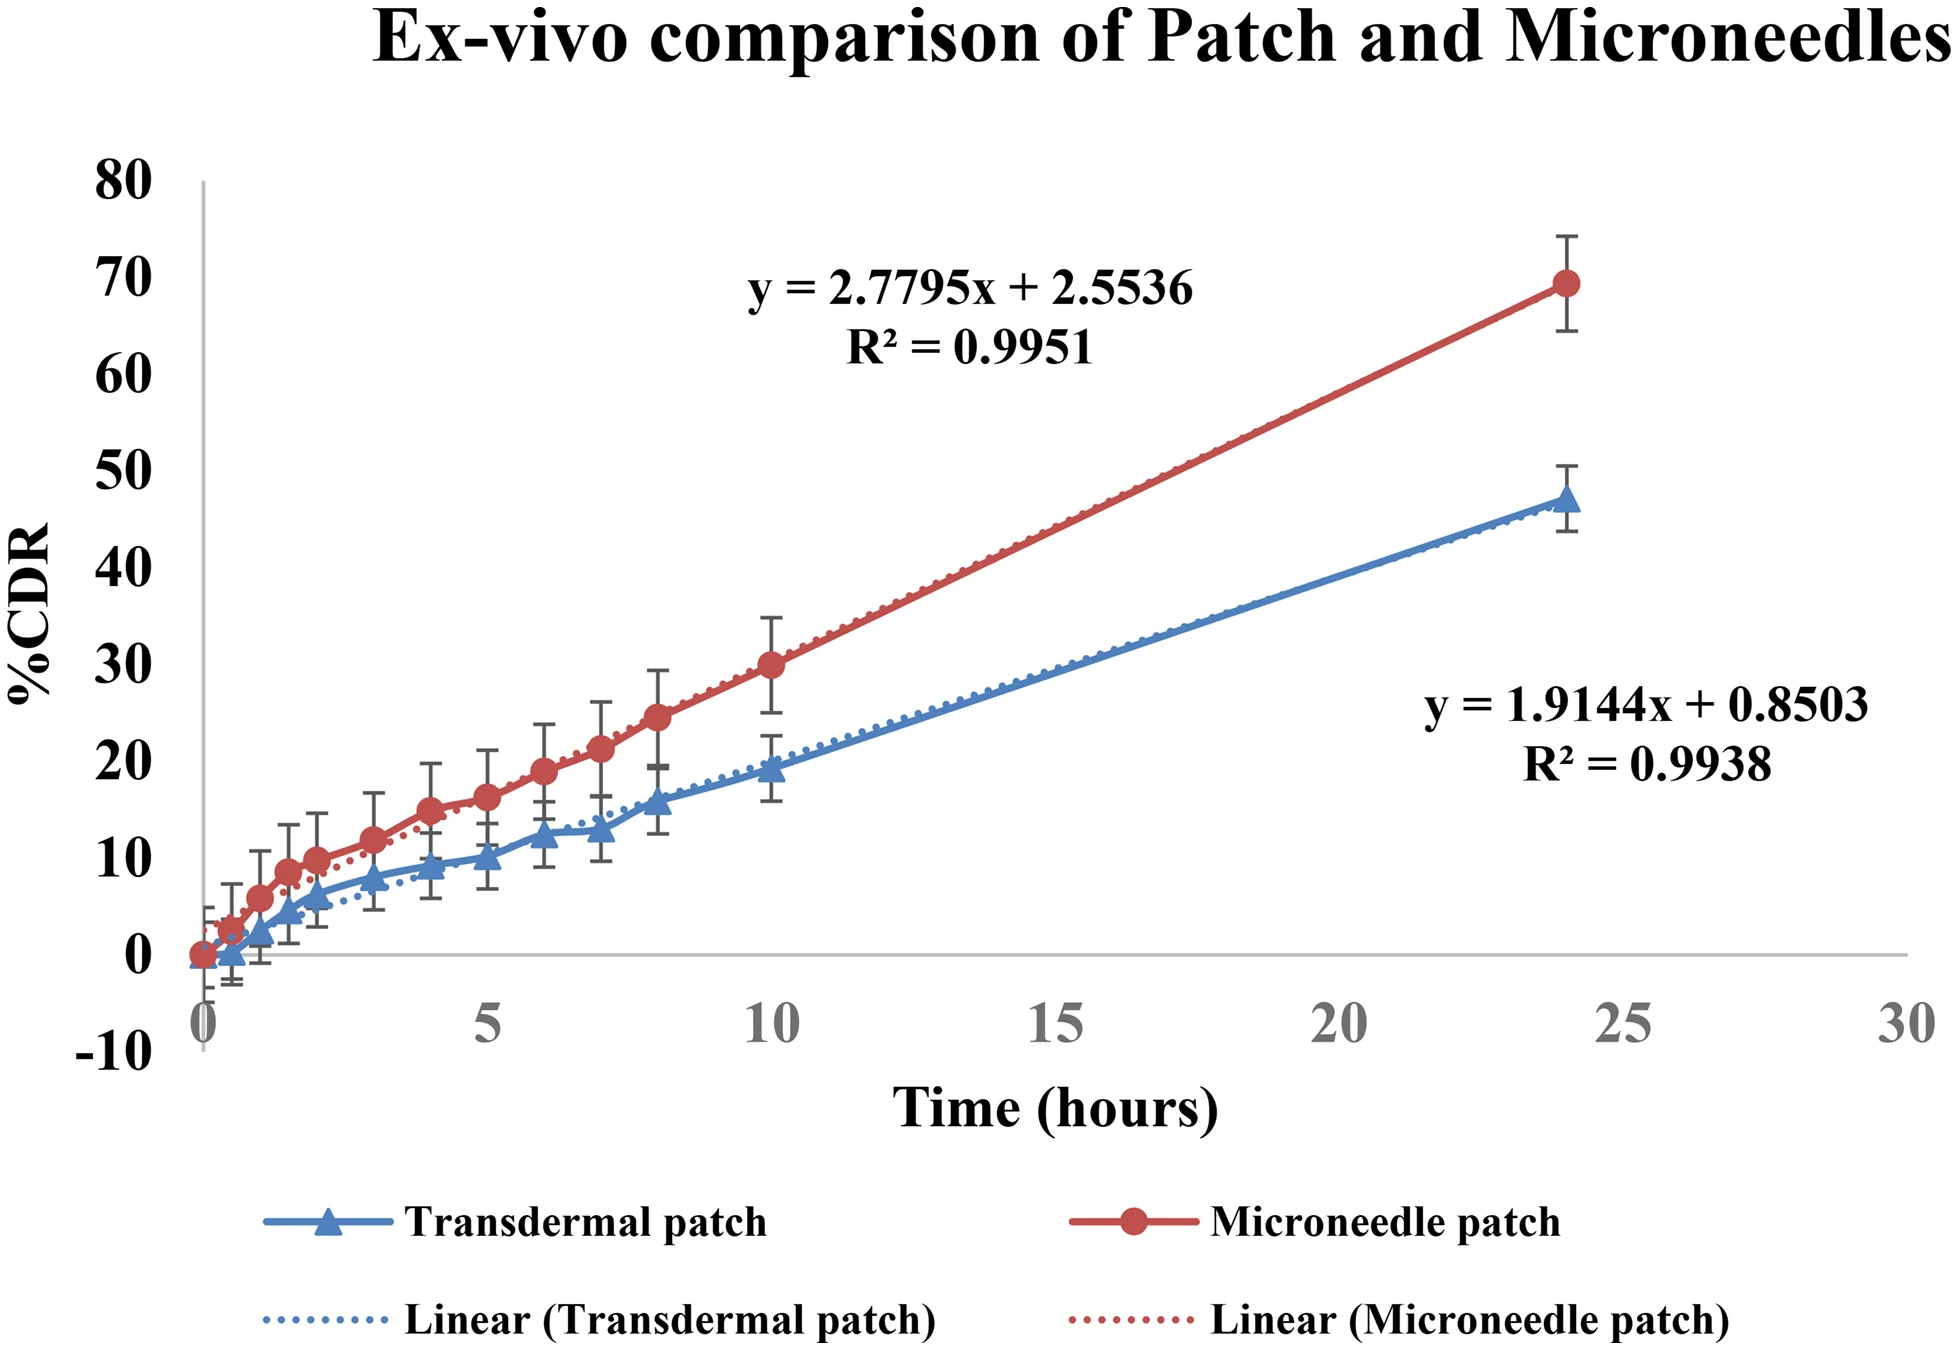 Ex-vivo comparison of Patch and Microneedles
80
70
60
50
40
30
20
10
0
-10
%CDR
y = 2.7795x + 2.5536
R² = 0.9951
y = 1.9144x + 0.8503
R² = 0.9938
0 5 10 15 20 25 30
Time (hours)
Transdermal patch
Microneedle patch
Linear (Transdermal patch)
Linear (Microneedle patch)